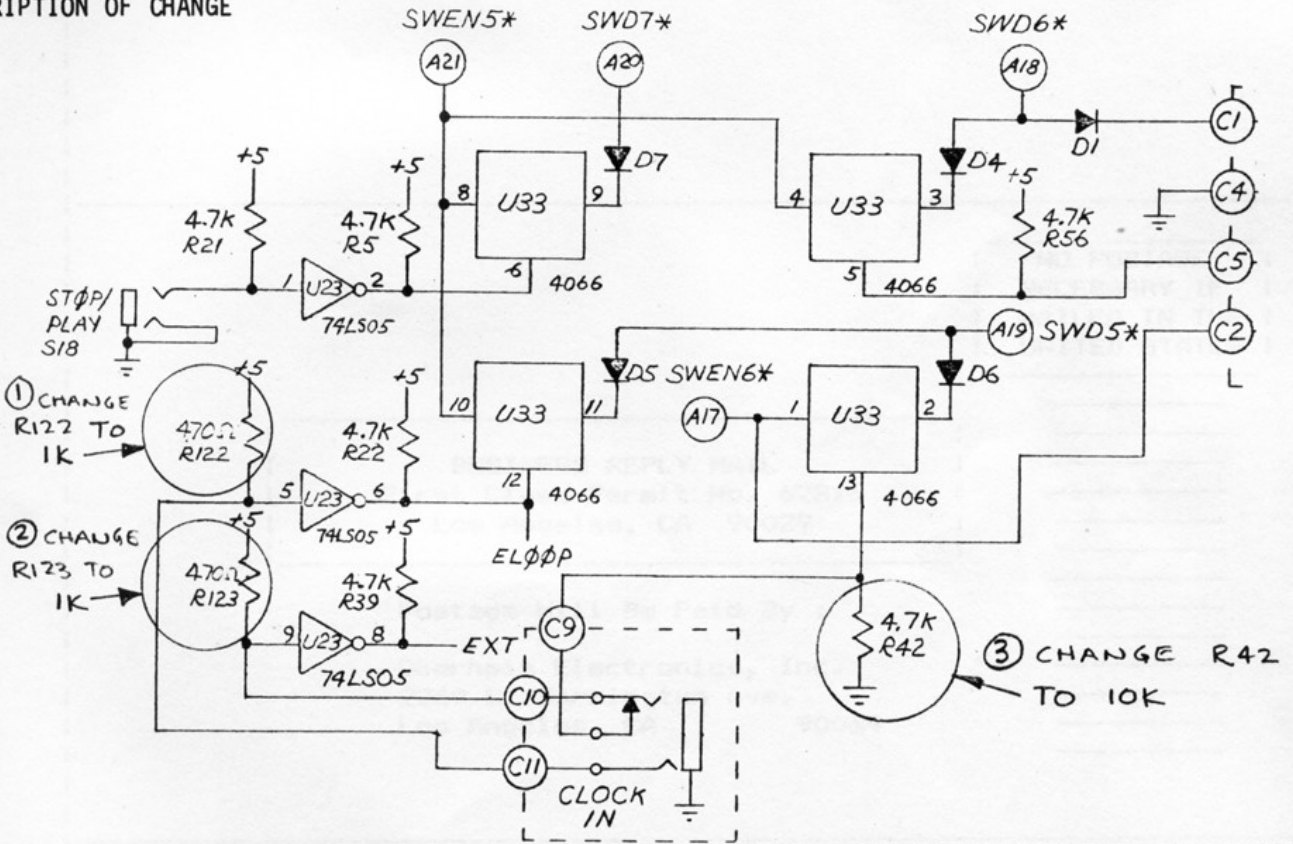 RIPTION OF CHANGE
SWEN5*
SWD7*
SWD6*
A21
A20
A18
C1
D1
D7
D4
+5
+5
+5
8
U33
9
4
U33
3
C4
4.7K
R21
4.7K
R5
4.7K
R56
6
4066
5
4066
C5
1
U23
2
74LS05
STØP/
PLAY
S18
A19
SWD5*
C2
+5
+5
D5
SWEN6*
D6
① CHANGE
R122 TO
1K
470Ω
R122
4.7K
R22
10
U33
11
A17
1
U33
2
12
4066
13
4066
5
U23
6
74LS05
ELØØP
+5
+5
② CHANGE
R123 TO
1K
470Ω
R123
4.7K
R39
9
U23
8
74LS05
EXT
C9
4.7K
R42
③ CHANGE R42
TO 10K
C10
C11
CLOCK
IN
BUSINESS REPLY MAIL
Los Angeles, CA
Postage Will Be Paid By
Oberheim Electronics, Inc.
Los Angeles, CA